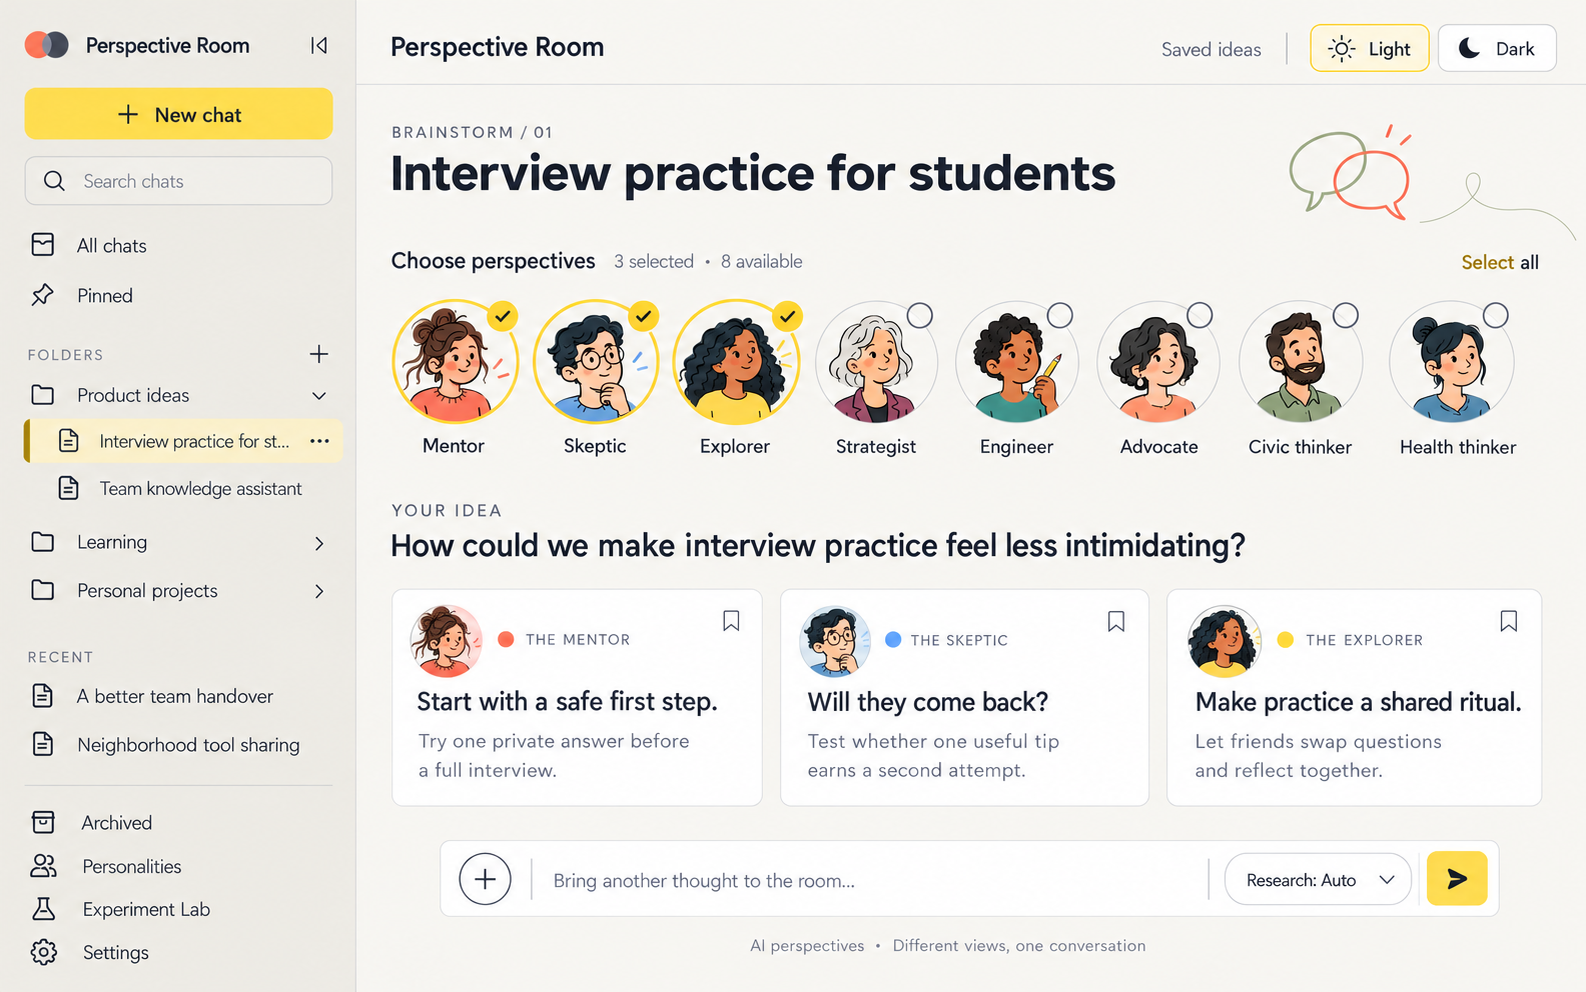 Perspective Room
New chat
Search chats
All chats
Pinned
FOLDERS
Product ideas
Interview practice for st...
Team knowledge assistant
Learning
Personal projects
RECENT
A better team handover
Neighborhood tool sharing
Archived
Personalities
Experiment Lab
Settings
Perspective Room
Saved ideas
Light
Dark
BRAINSTORM / 01
Interview practice for students
Choose perspectives 3 selected • 8 available
Select all
Mentor
Skeptic
Explorer
Strategist
Engineer
Advocate
Civic thinker
Health thinker
YOUR IDEA
How could we make interview practice feel less intimidating?
THE MENTOR
Start with a safe first step.
Try one private answer before
a full interview.
THE SKEPTIC
Will they come back?
Test whether one useful tip
earns a second attempt.
THE EXPLORER
Make practice a shared ritual.
Let friends swap questions
and reflect together.
Bring another thought to the room...
Research: Auto
AI perspectives • Different views, one conversation